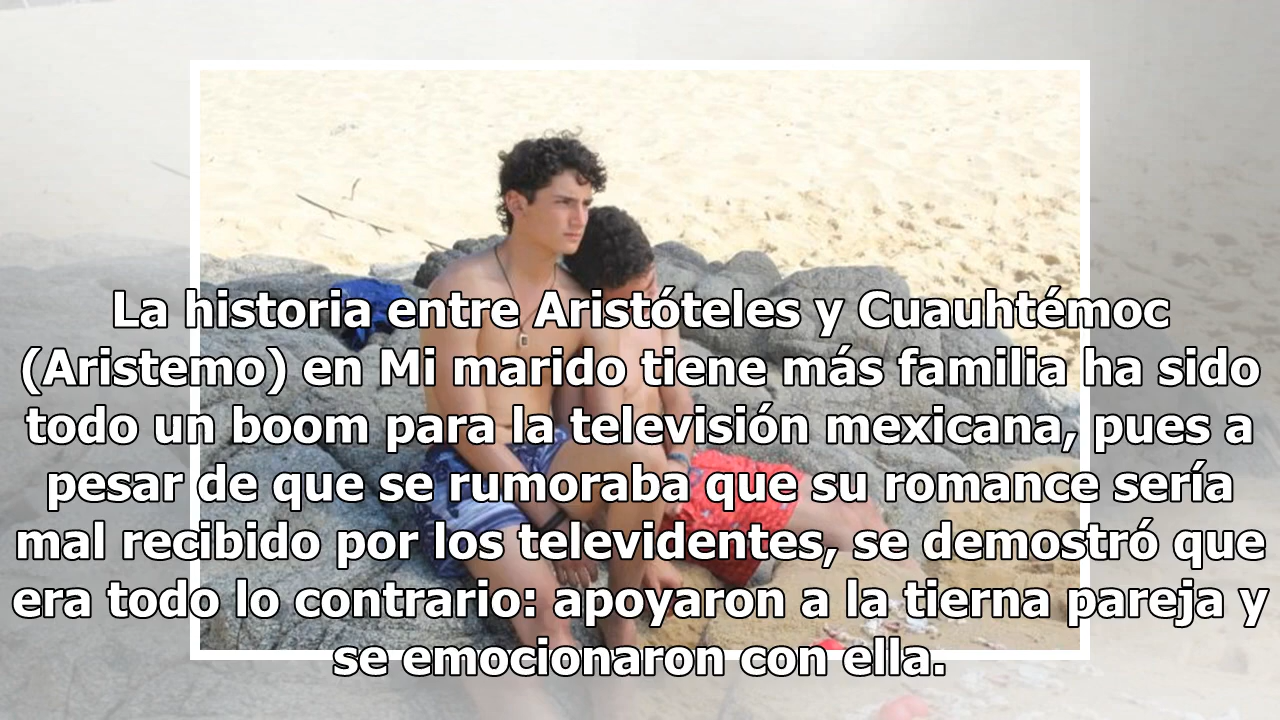 La historia entre Aristóteles y Cuauhtémoc
(Aristemo) en Mi marido tiene más familia ha sido
todo un boom para la televisión mexicana, pues a
pesar de que se rumoraba que su romance sería
mal recibido por los televidentes, se demostró que
era todo lo contrario: apoyaron a la tierna pareja y
se emocionaron con ella.